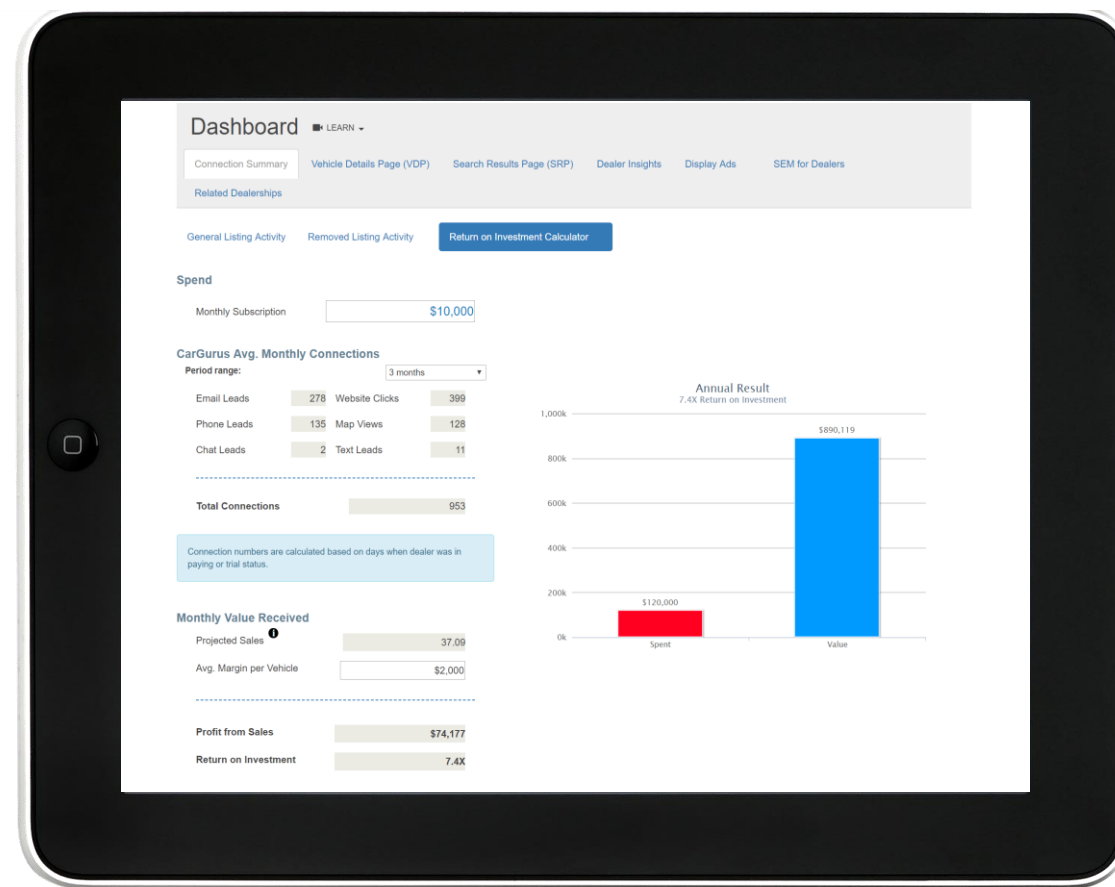 Dashboard LEARN
Connection Summary Vehicle Details Page (VDP) Search Results Page (SRP) Dealer Insights Display Ads SEM for Dealers
Related Dealerships
General Listing Activity Removed Listing Activity Return on Investment Calculator
Spend
Monthly Subscription $10,000
CarGurus Avg. Monthly Connections
Period range: 3 months
Email Leads 278 Website Clicks 399
Phone Leads 135 Map Views 128
Chat Leads 2 Text Leads 11
Total Connections 953
Connection numbers are calculated based on days when dealer was in
paying or trial status.
Monthly Value Received
Projected Sales 37.09
Avg. Margin per Vehicle $2,000
Profit from Sales $74,177
Return on Investment 7.4X
Annual Result
7.4X Return on Investment
1,000k
800k
600k
400k
200k
0k
$890,119
$120,000
Spent Value